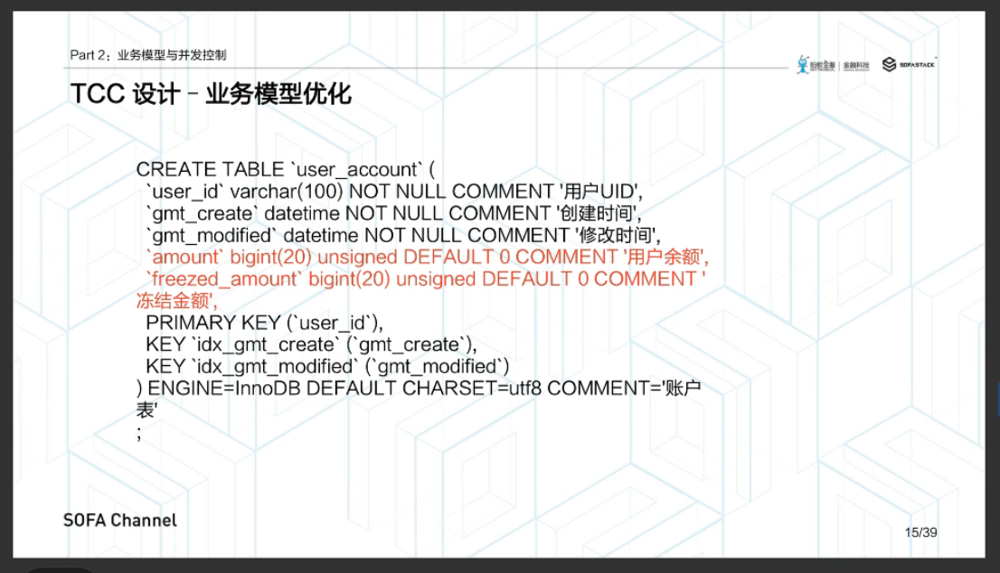 Part 2：业务模型与并发控制
蚂蚁金服 | 金融科技
SOFASTACK
TCC 设计 – 业务模型优化
CREATE TABLE `user_account` (
`user_id` varchar(100) NOT NULL COMMENT '用户UID',
`gmt_create` datetime NOT NULL COMMENT '创建时间',
`gmt_modified` datetime NOT NULL COMMENT '修改时间',
`amount` bigint(20) unsigned DEFAULT 0 COMMENT '用户余额',
`freezed_amount` bigint(20) unsigned DEFAULT 0 COMMENT '
冻结金额',
PRIMARY KEY (`user_id`),
KEY `idx_gmt_create` (`gmt_create`),
KEY `idx_gmt_modified` (`gmt_modified`)
) ENGINE=InnoDB DEFAULT CHARSET=utf8 COMMENT='账户
表'
;
SOFA Channel
15/39